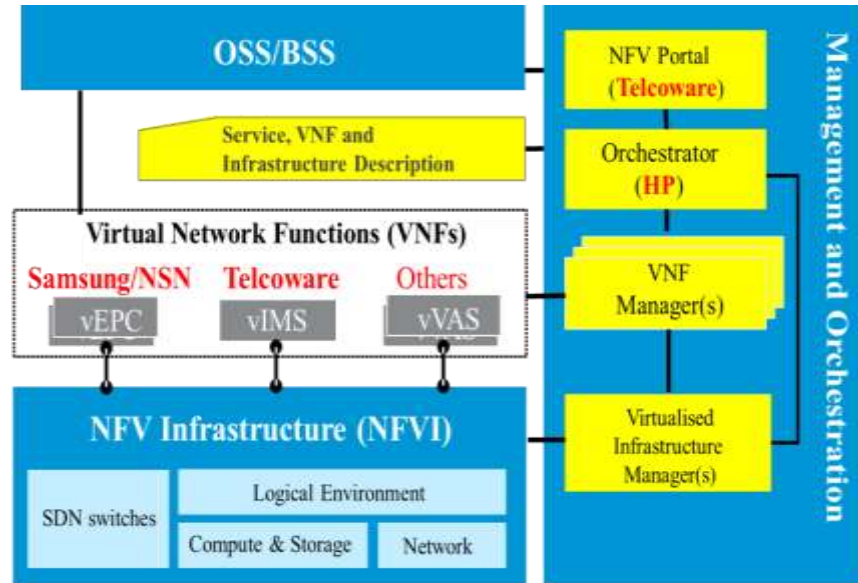 OSS/BSS
Service, VNF and
Infrastructure Description
Virtual Network Functions (VNFs)
Samsung/NSN Telcoware Others
vEPC vIMS vVAS
NFV Infrastructure (NFVI)
SDN switches
Logical Environment
Compute & Storage
Network
NFV Portal
(Telcoware)
Orchestrator
(HP)
VNF
Manager(s)
Virtualised
Infrastructure
Manager(s)
Management and Orchestration